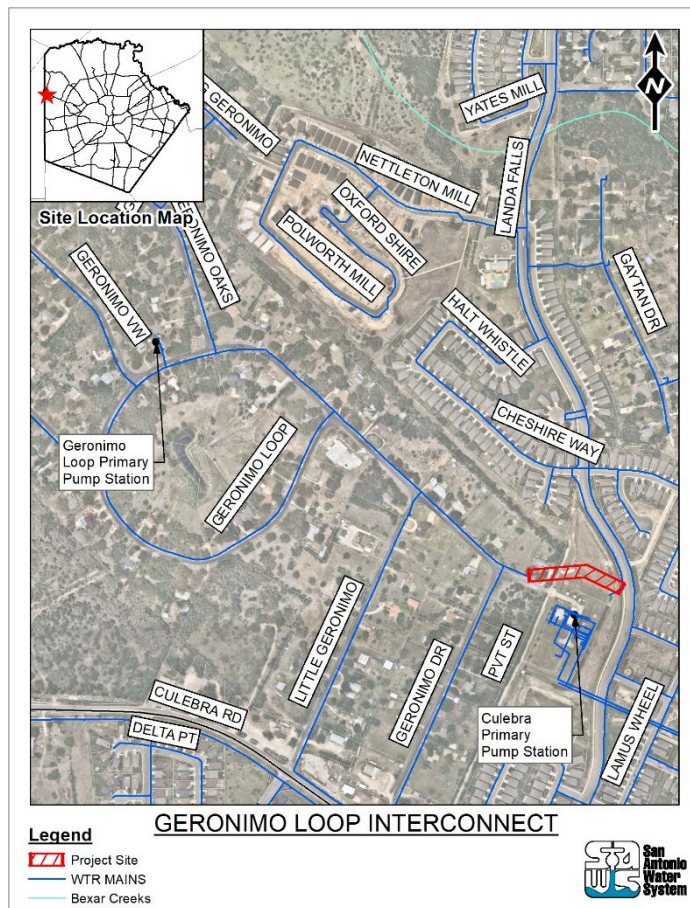 Site Location Map
N
YATES MILL
G GERONIMO
NETTLETON MILL
LANDA FALLS
OXFORD SHIRE
POLWORTH MILL
GERONIMO OAKS
GERONIMO VW
GAYTAN DR
HALT WHISTLE
CHESHIRE WAY
Geronimo
Loop Primary
Pump Station
GERONIMO LOOP
LITTLE GERONIMO
GERONIMO DR
PVT ST
CULEBRA RD
DELTA PT
Culebra
Primary
Pump Station
LAMUS WHEEL
GERONIMO LOOP INTERCONNECT
Legend
Project Site
WTR MAINS
Bexar Creeks
SAWS
San
Antonio
Water
System